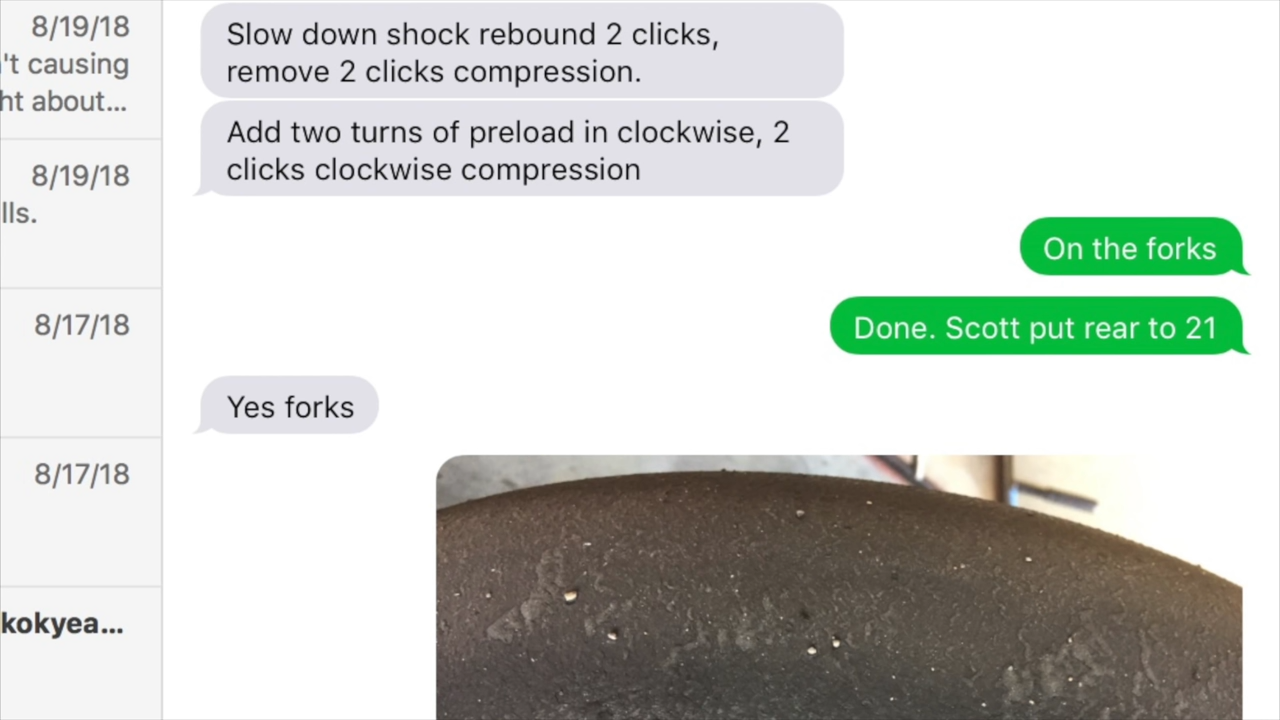 8/19/18
't causing
ht about...
8/19/18
lls.
8/17/18
8/17/18
kokyea...
Slow down shock rebound 2 clicks,
remove 2 clicks compression.
Add two turns of preload in clockwise, 2
clicks clockwise compression
On the forks
Done. Scott put rear to 21
Yes forks